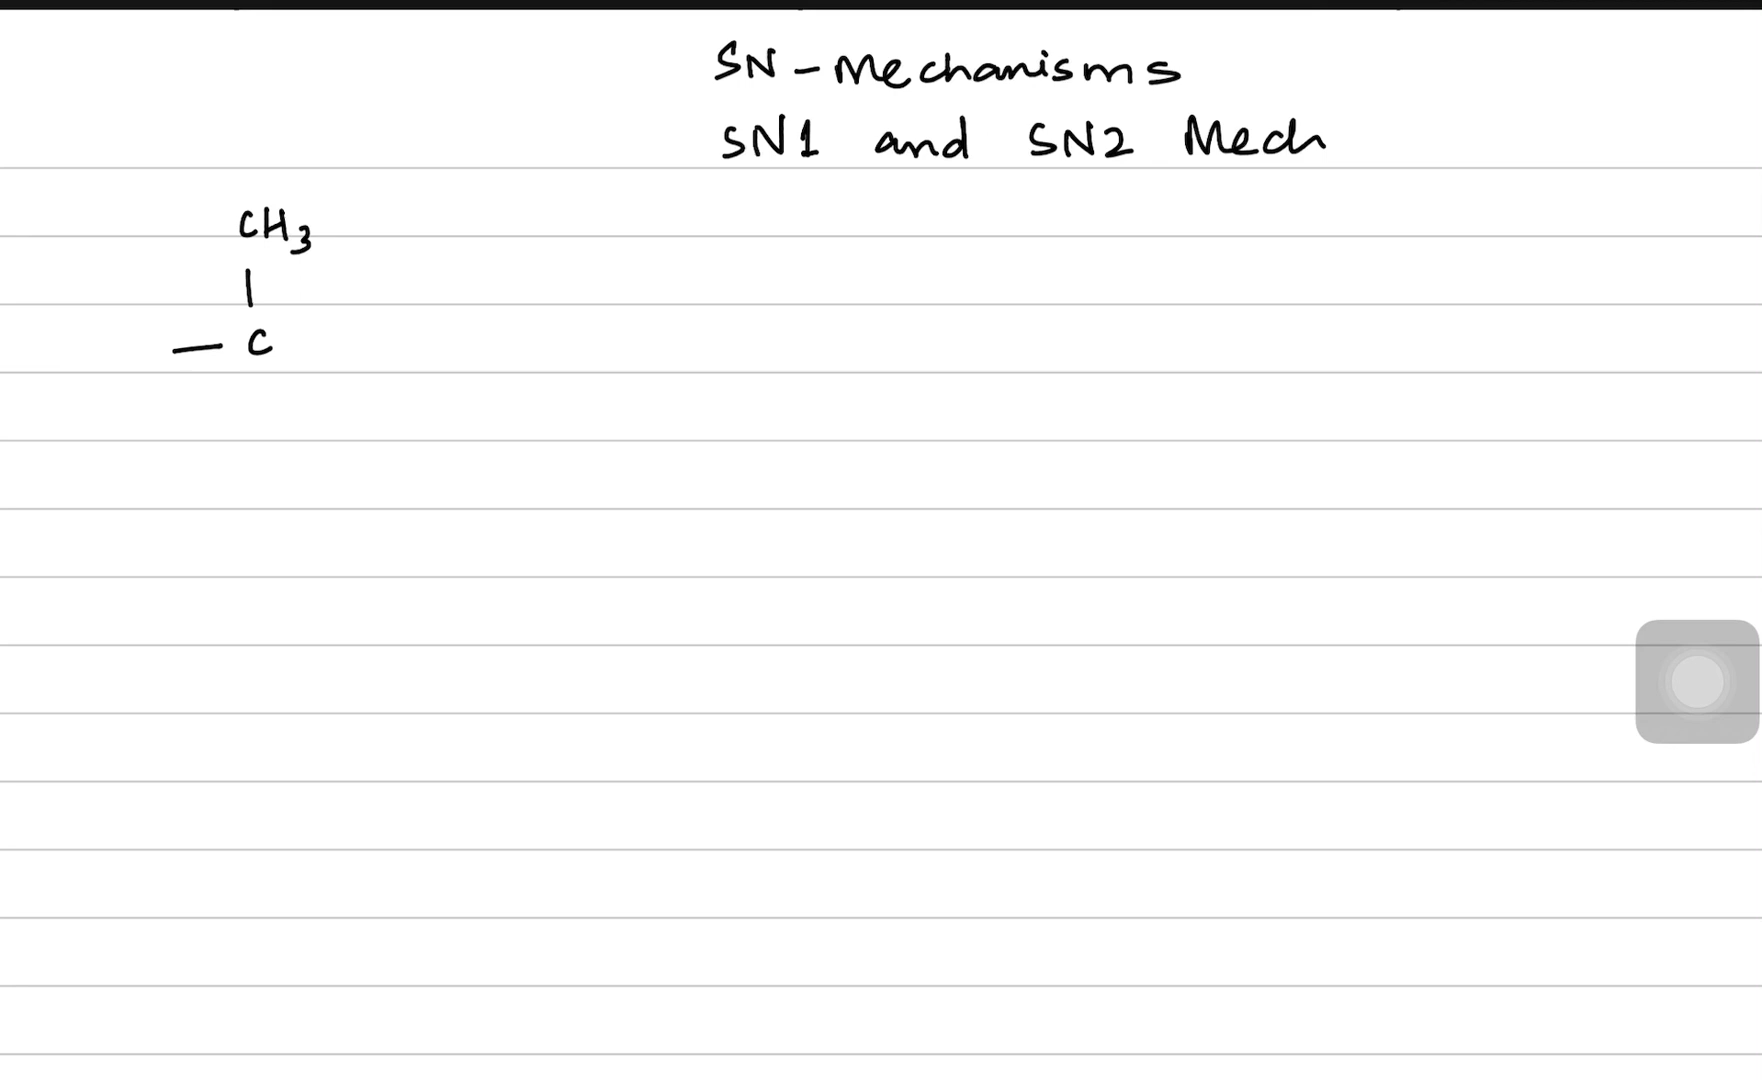 SN - Mechanisms
SN1 and SN2 Mech
CH3
|
— C